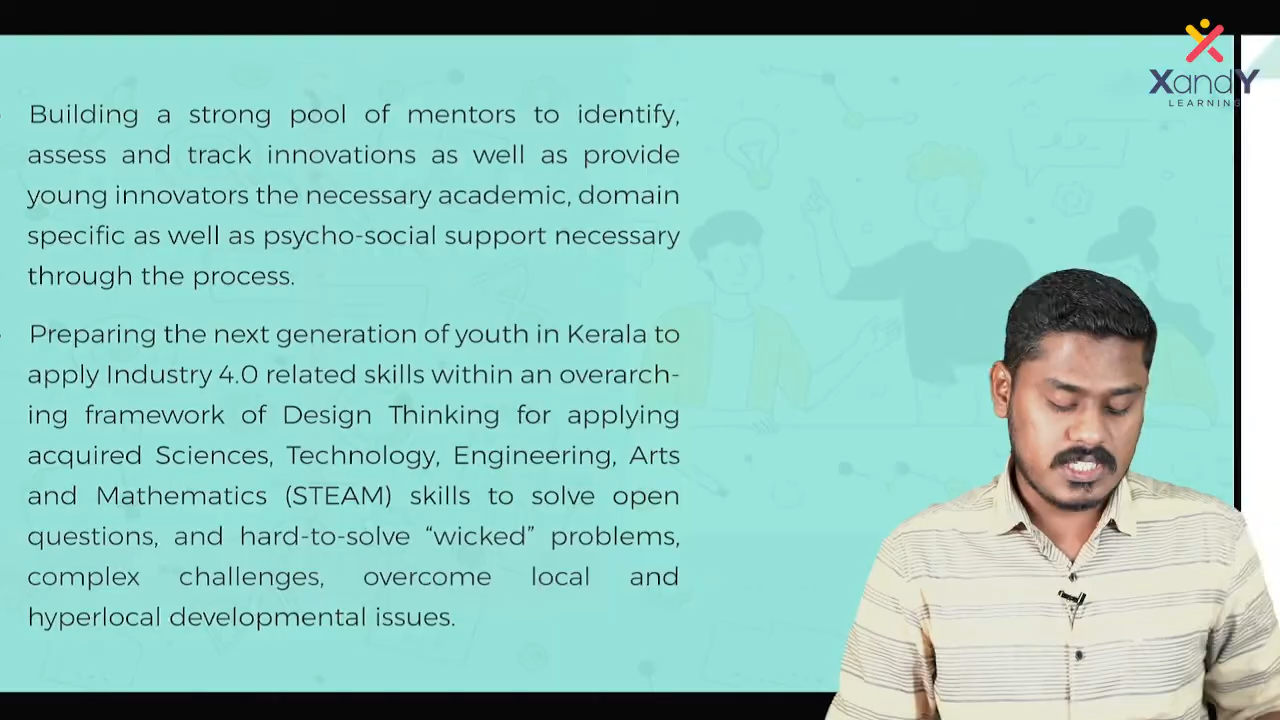 XandY
LEARNING
Building a strong pool of mentors to identify,
assess and track innovations as well as provide
young innovators the necessary academic, domain
specific as well as psycho-social support necessary
through the process.
Preparing the next generation of youth in Kerala to
apply Industry 4.0 related skills within an overarch-
ing framework of Design Thinking for applying
acquired Sciences, Technology, Engineering, Arts
and Mathematics (STEAM) skills to solve open
questions, and hard-to-solve “wicked” problems,
complex challenges, overcome local and
hyperlocal developmental issues.